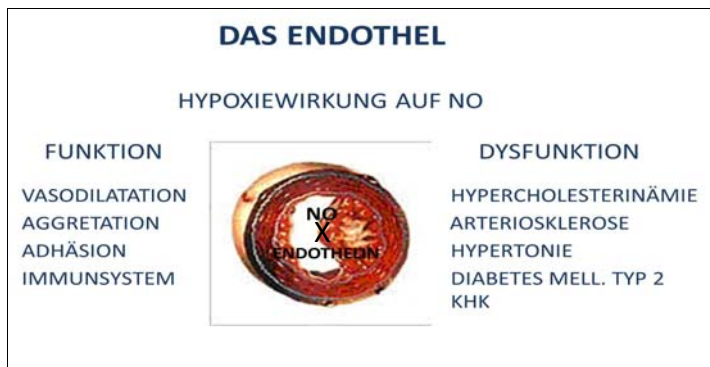 DAS ENDOTHEL
HYPOXIEWIRKUNG AUF NO
FUNKTION
VASODILATATION
AGGRETATION
ADHÄSION
IMMUNSYSTEM
NO
X
ENDOTHEŒIN
DYSFUNKTION
HYPERCHOLESTERINÄMIE
ARTERIOSKLEROSE
HYPERTONIE
DIABETES MELL. TYP 2
KHK